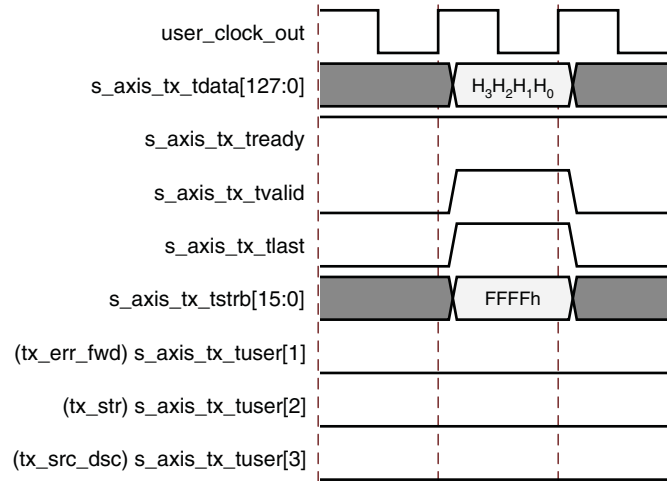 user_clock_out
s_axis_tx_tdata[127:0] H₃H₂H₁H₀
s_axis_tx_tready
s_axis_tx_tvalid
s_axis_tx_tlast
s_axis_tx_tstrb[15:0] FFFFh
(tx_err_fwd) s_axis_tx_tuser[1]
(tx_str) s_axis_tx_tuser[2]
(tx_src_dsc) s_axis_tx_tuser[3]